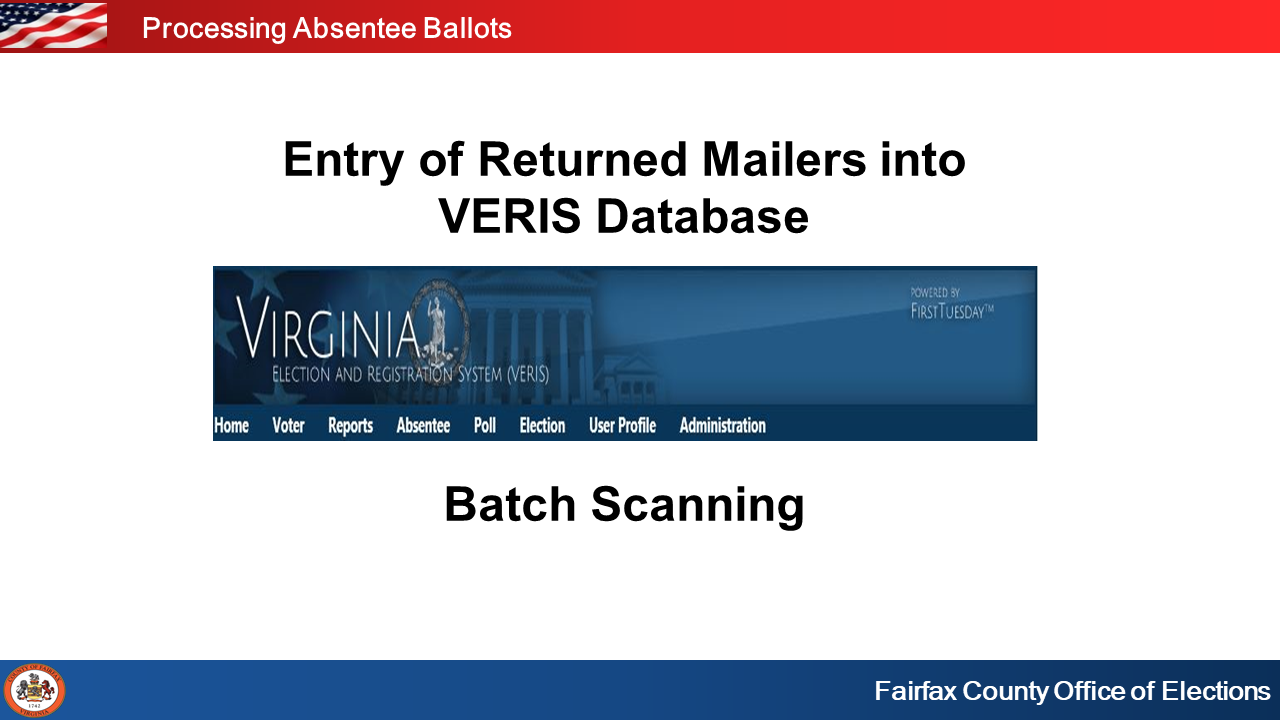 Processing Absentee Ballots
Entry of Returned Mailers into
VERIS Database
VIRGINIA
ELECTION AND REGISTRATION SYSTEM (VERIS)
POWERED BY
FIRSTTUESDAY™
Home Voter Reports Absentee Poll Election User Profile Administration
Batch Scanning
COUNTY OF FAIRFAX
1742
VIRGINIA
Fairfax County Office of Elections